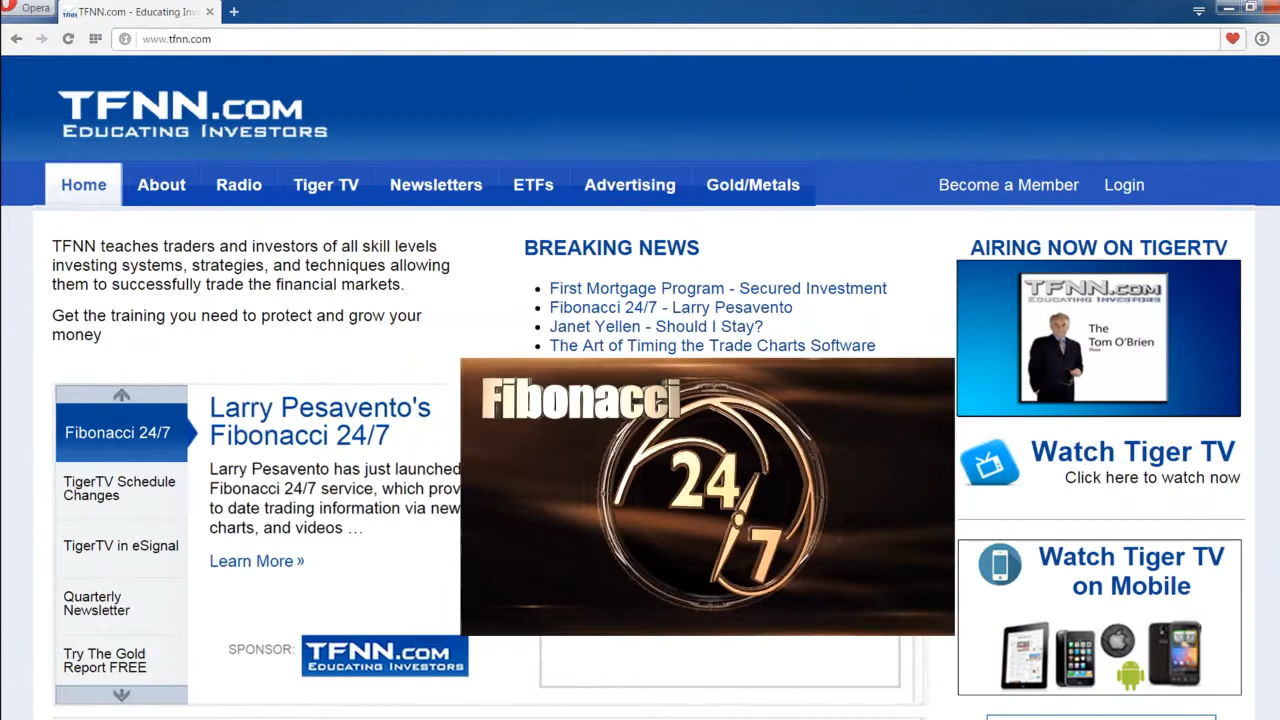 Opera
TFNN.com - Educating Inv
www.tfnn.com
TFNN.COM
EDUCATING INVESTORS
Home
About
Radio
Tiger TV
Newsletters
ETFs
Advertising
Gold/Metals
Become a Member
Login
TFNN teaches traders and investors of all skill levels
investing systems, strategies, and techniques allowing
them to successfully trade the financial markets.
Get the training you need to protect and grow your
money
BREAKING NEWS
First Mortgage Program - Secured Investment
Fibonacci 24/7 - Larry Pesavento
Janet Yellen - Should I Stay?
The Art of Timing the Trade Charts Software
AIRING NOW ON TIGERTV
TFNN.COM
EDUCATING INVESTORS
The
Tom O'Brien
Show
Fibonacci 24/7
TigerTV Schedule
Changes
TigerTV in eSignal
Quarterly
Newsletter
Try The Gold
Report FREE
Larry Pesavento's
Fibonacci 24/7
Larry Pesavento has just launched
Fibonacci 24/7 service, which prov
to date trading information via new
charts, and videos …
Learn More »
SPONSOR:
TFNN.COM
EDUCATING INVESTORS
Fibonacci
24
7
Watch Tiger TV
Click here to watch now
Watch Tiger TV
on Mobile